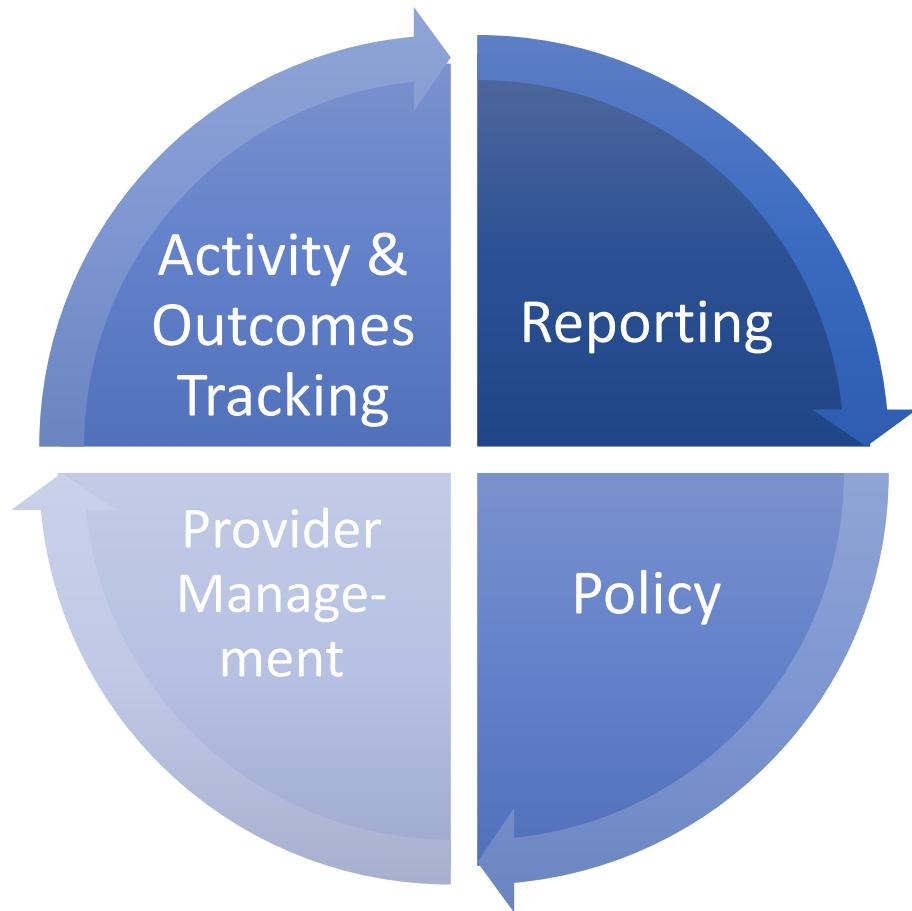 Activity &
Outcomes
Tracking
Reporting
Provider
Manage-
ment
Policy